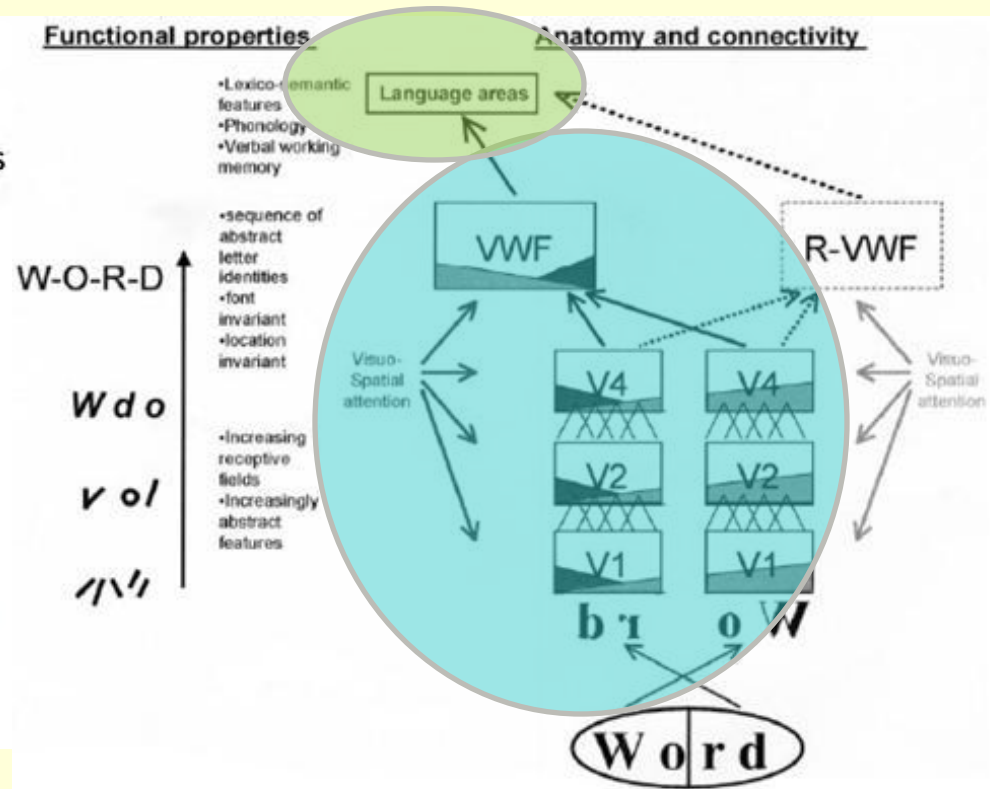 Functional properties
Anatomy and connectivity
s
•Lexico-semantic
features
•Phonology
•Verbal working
memory
Language areas
•sequence of
abstract
letter
identities
•font
invariant
•location
invariant
W-O-R-D
VWF
R-VWF
Visuo-
Spatial
attention
V4
V4
Visuo-
Spatial
attention
W d o
•Increasing
receptive
fields
•Increasingly
abstract
features
V2
V2
v o l
V1
V1
b ɿ
o W
W o r d